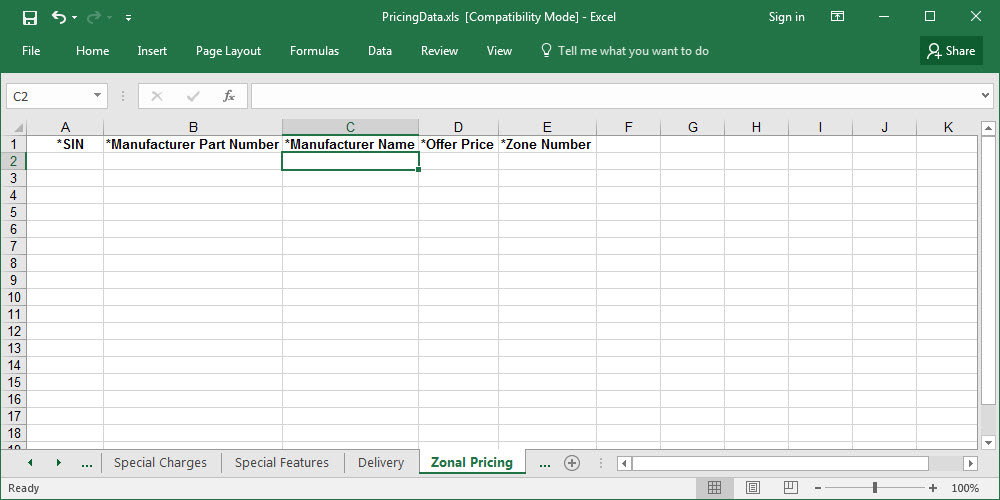 PricingData.xls [Compatibility Mode] - Excel
Sign in
File Home Insert Page Layout Formulas Data Review View Tell me what you want to do Share
C2 fx
A B C D E F G H I J K
1 *SIN *Manufacturer Part Number *Manufacturer Name *Offer Price *Zone Number
2
3
4
5
6
7
8
9
10
11
12
13
14
15
16
17
18
19
... Special Charges Special Features Delivery Zonal Pricing ...
Ready 100%